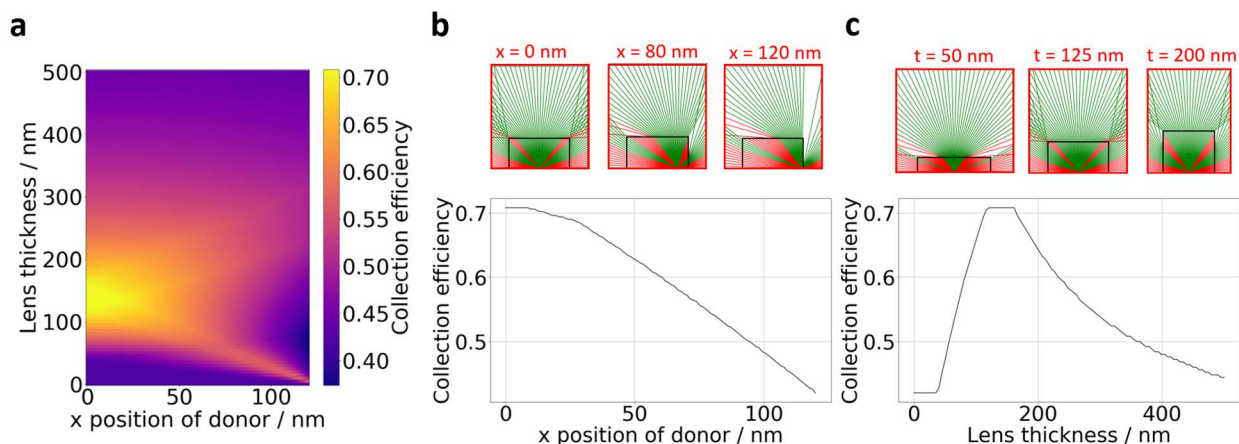 a
500
400
300
200
100
0
0
50
100
x position of donor / nm
Lens thickness / nm
0.70
0.65
0.60
0.55
0.50
0.45
0.40
Collection efficiency
b
x = 0 nm
x = 80 nm
x = 120 nm
0.7
0.6
0.5
0
50
100
x position of donor / nm
Collection efficiency
c
t = 50 nm
t = 125 nm
t = 200 nm
0.7
0.6
0.5
0
200
400
Lens thickness / nm
Collection efficiency